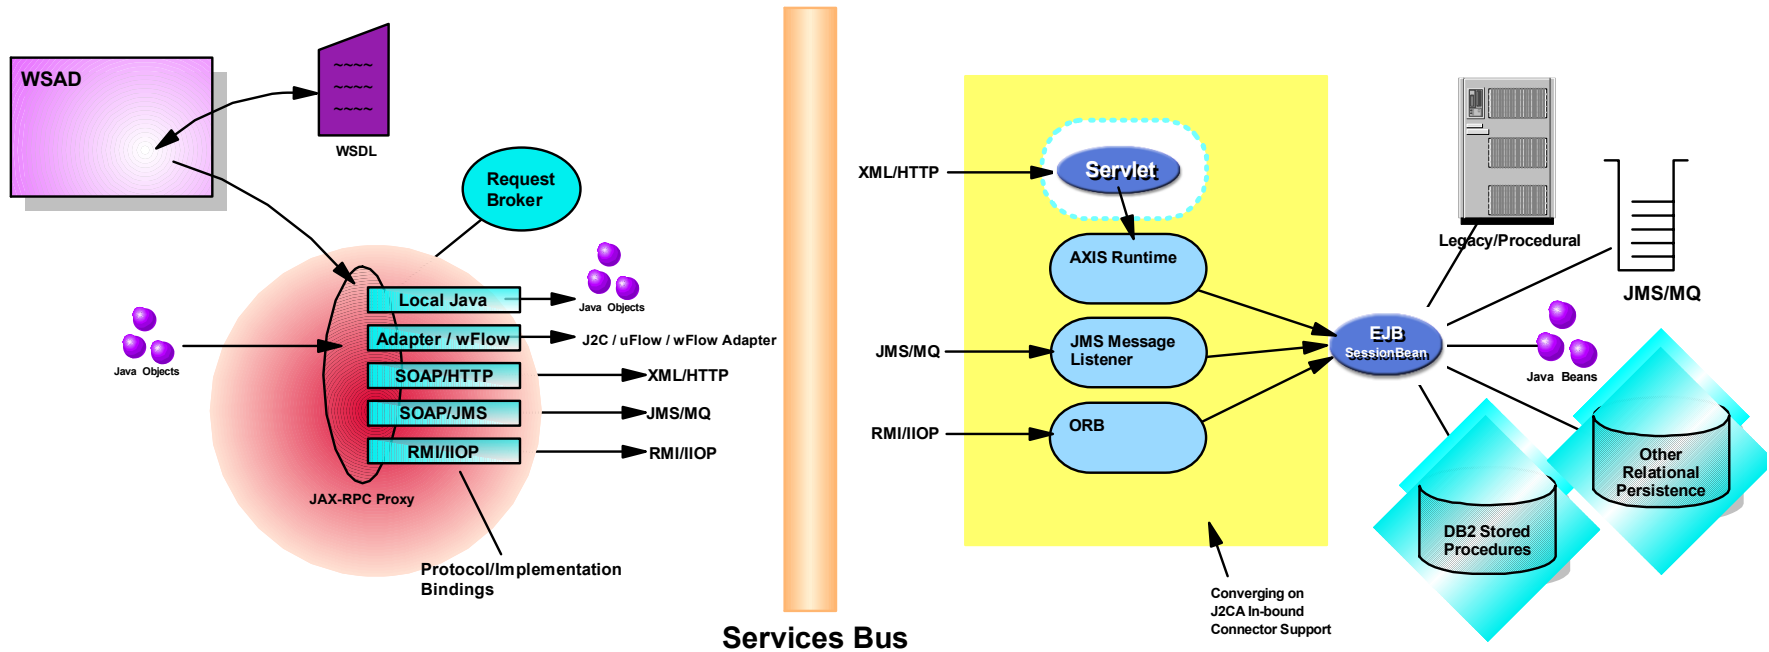 WSAD
~~~~
~~~~
~~~~
WSDL
Request
Broker
Java Objects
Local Java
Java Objects
Adapter / wFlow
J2C / uFlow / wFlow Adapter
SOAP/HTTP
XML/HTTP
SOAP/JMS
JMS/MQ
RMI/IIOP
RMI/IIOP
JAX-RPC Proxy
Protocol/Implementation
Bindings
Services Bus
XML/HTTP
Servlet
AXIS Runtime
JMS/MQ
JMS Message
Listener
RMI/IIOP
ORB
Converging on
J2CA In-bound
Connector Support
EJB
SessionBean
Legacy/Procedural
JMS/MQ
Java Beans
Other
Relational
Persistence
DB2 Stored
Procedures